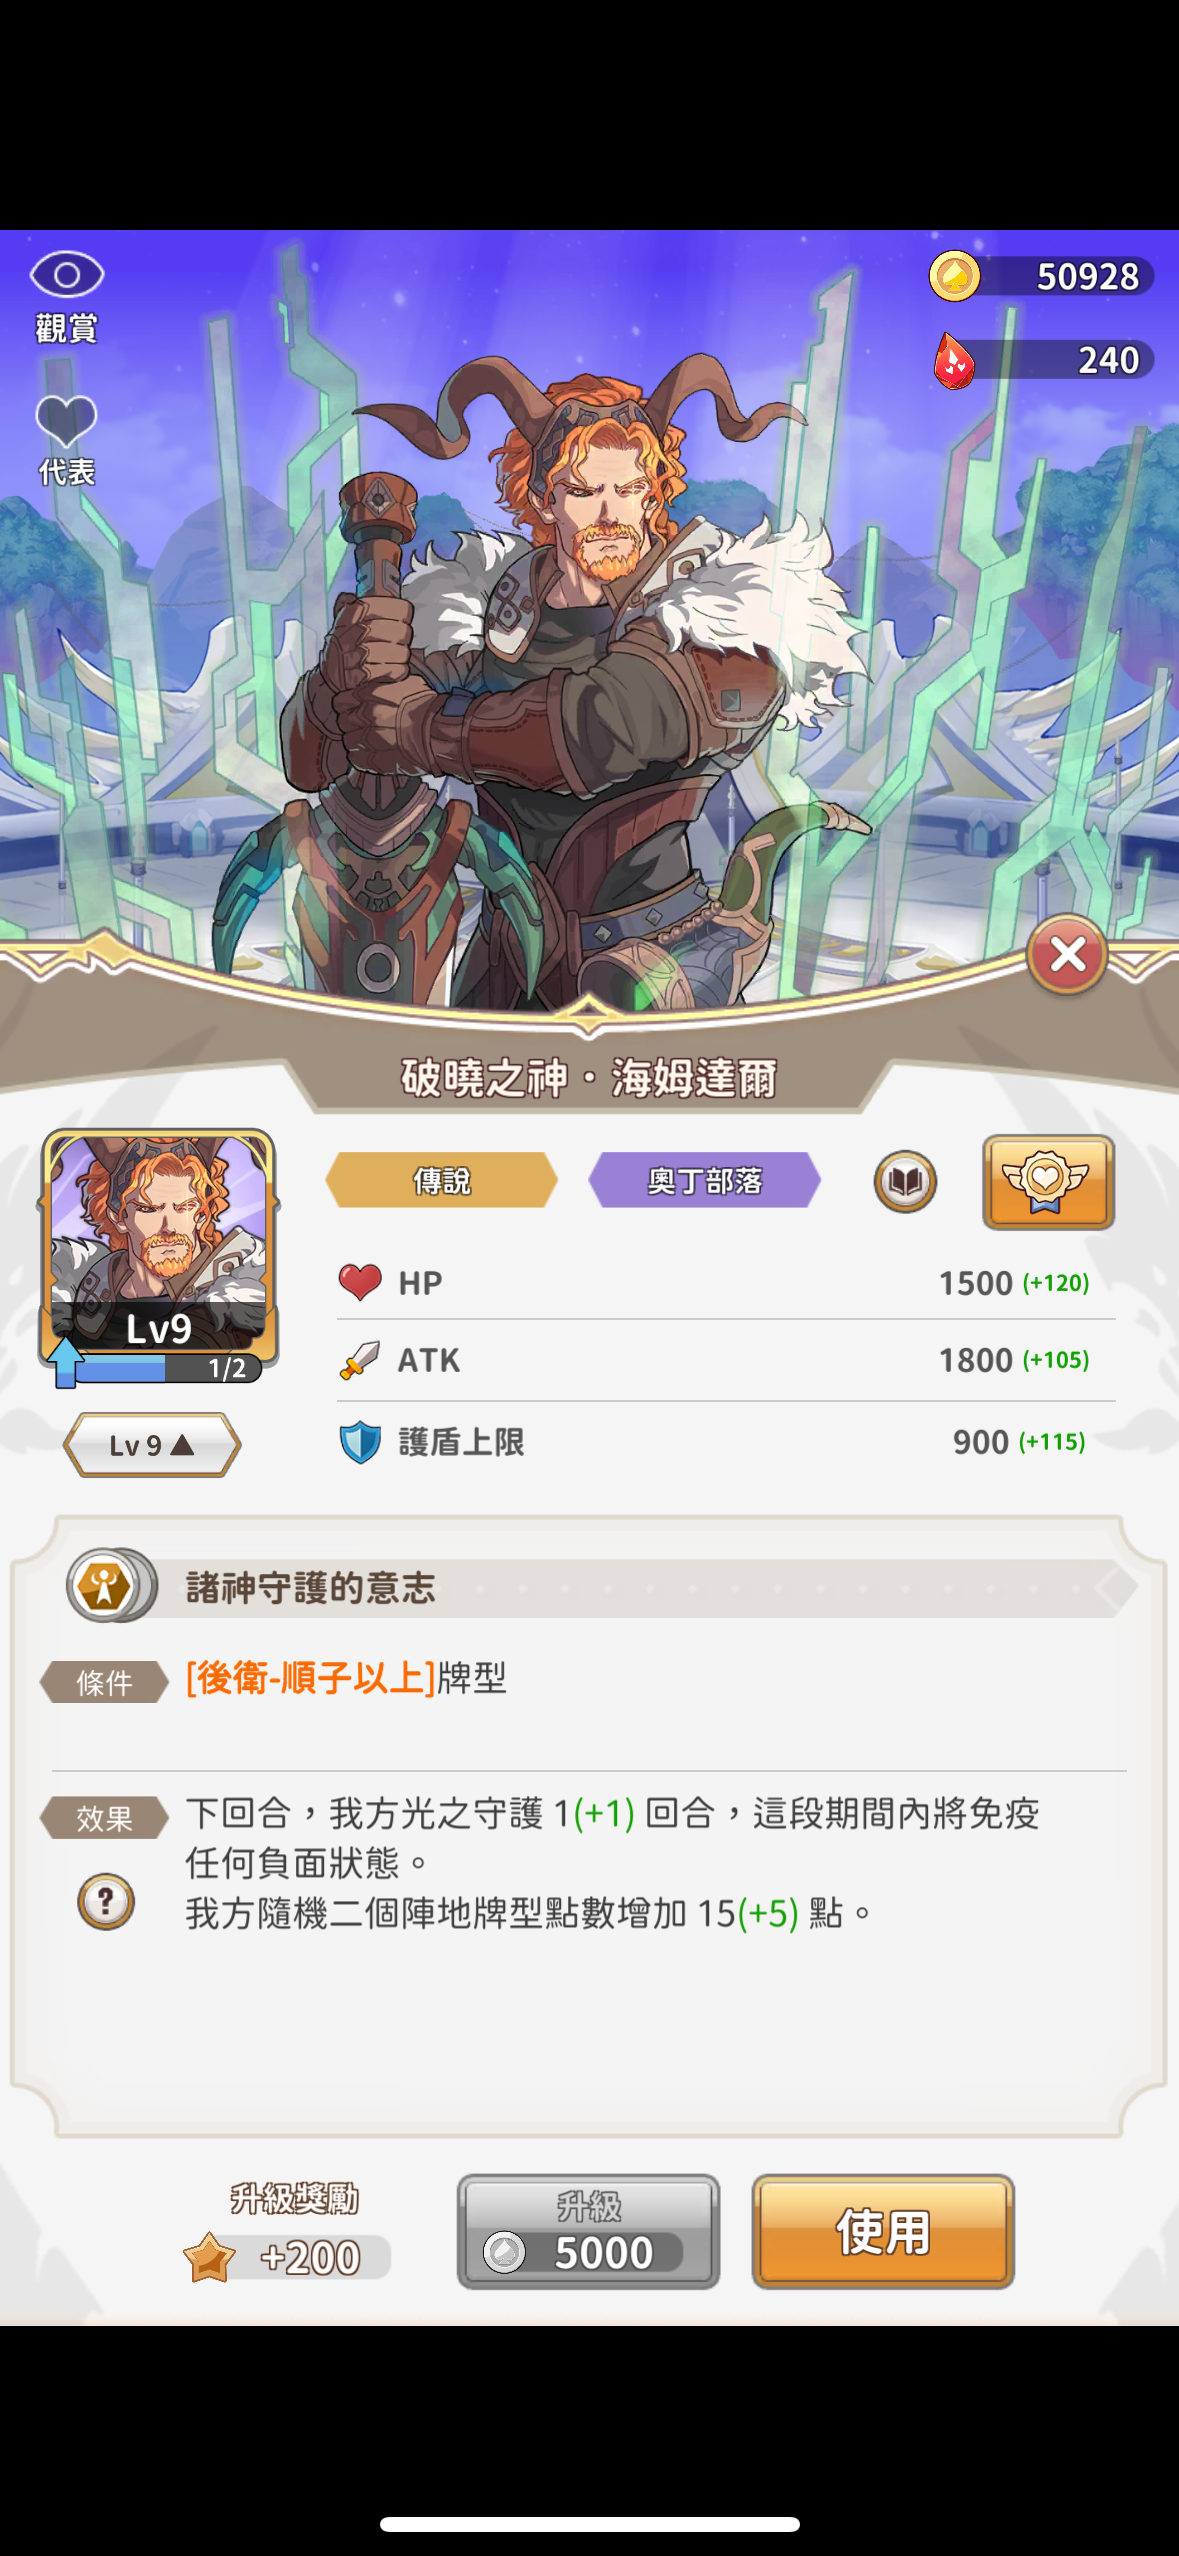 觀賞
50928
240
代表
破曉之神・海姆達爾
傳說
奧丁部落
Lv9
1/2
Lv 9 ▲
HP
1500 (+120)
ATK
1800 (+105)
護盾上限
900 (+115)
諸神守護的意志
條件
[後衛-順子以上]牌型
效果
下回合，我方光之守護 1(+1) 回合，這段期間內將免疫
任何負面狀態。
?
我方隨機二個陣地牌型點數增加 15(+5) 點。
升級獎勵
+200
升級
5000
使用